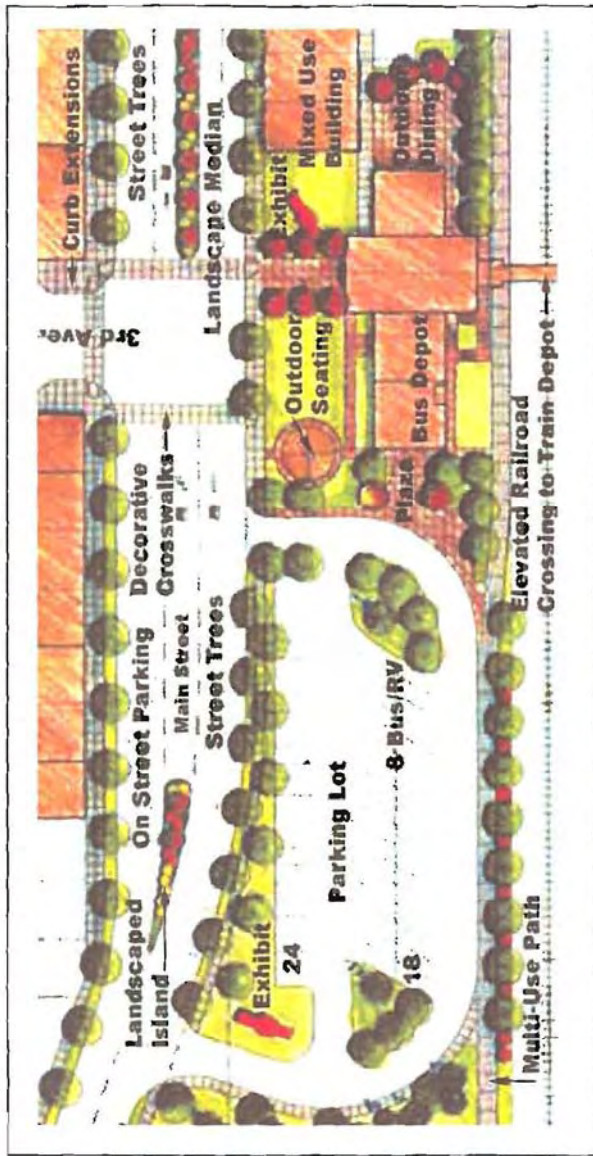 Curb Extensions
Street Trees
3rd Aver.
Landscape Median
Exhibit
Mixed Use
Building
Outdoor
Dining
Outdoor
Seating
Bus Depot
Plaza
Decorative
Crosswalks
On Street Parking
Main Street
Street Trees
Landscaped
Island
Exhibit
24
Parking Lot
8 Bus/RV
18
Elevated Railroad
Crossing to Train Depot
Multi-Use Path